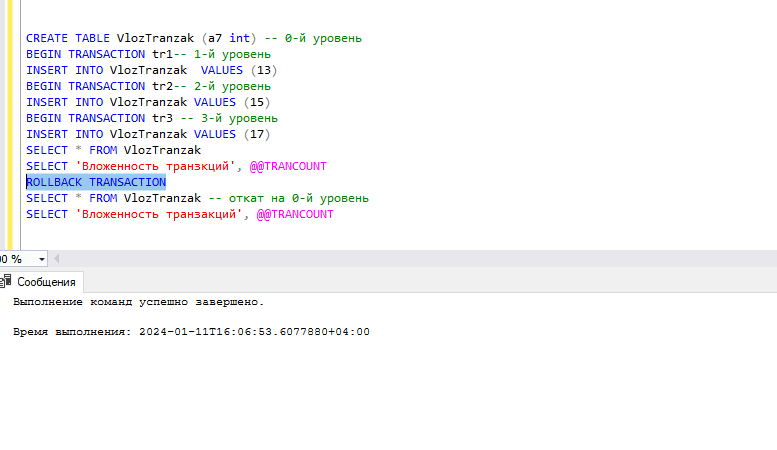 CREATE TABLE VlozTranzak (a7 int) -- 0-й уровень
BEGIN TRANSACTION tr1-- 1-й уровень
INSERT INTO VlozTranzak  VALUES (13)
BEGIN TRANSACTION tr2-- 2-й уровень
INSERT INTO VlozTranzak VALUES (15)
BEGIN TRANSACTION tr3 -- 3-й уровень
INSERT INTO VlozTranzak VALUES (17)
SELECT * FROM VlozTranzak
SELECT 'Вложенность транзкций', @@TRANCOUNT
ROLLBACK TRANSACTION
SELECT * FROM VlozTranzak -- откат на 0-й уровень
SELECT 'Вложенность транзакций', @@TRANCOUNT
00 %
Сообщения
Выполнение команд успешно завершено.
Время выполнения: 2024-01-11T16:06:53.6077880+04:00